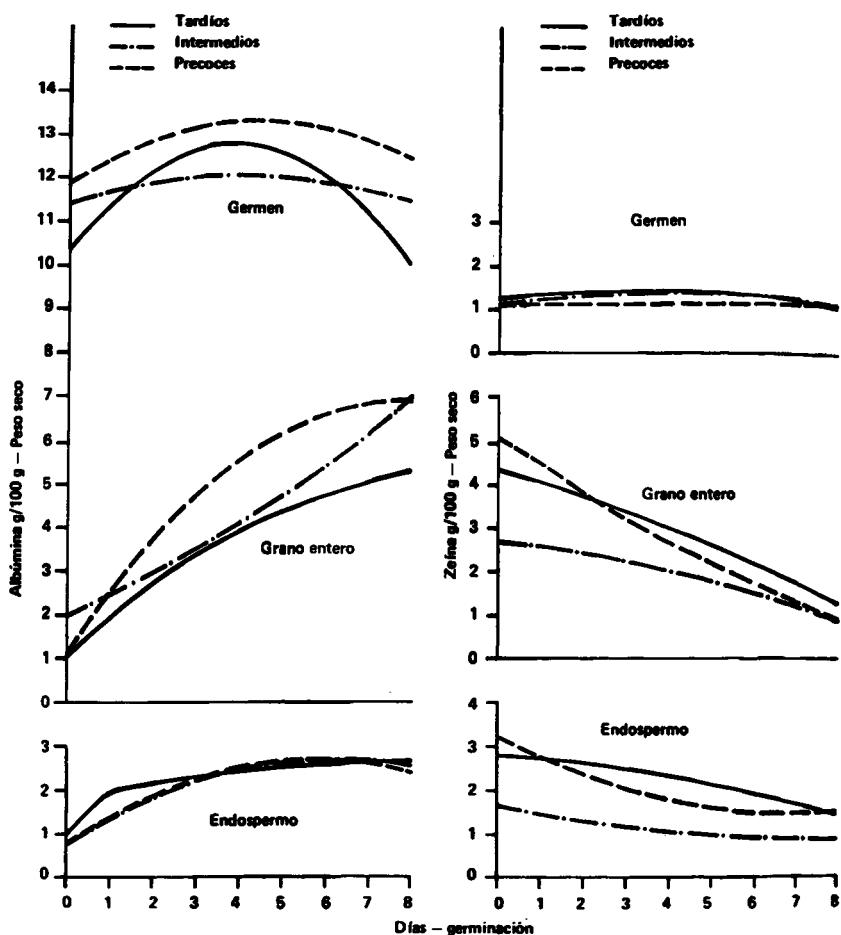 Tardíos
Intermedios
Precoces
14
13
12
11
10
9
8
7
6
5
4
3
2
1
0
Germen
Grano entero
Albúmina g/100 g — Peso seco
3
2
1
0
Endospermo
0 1 2 3 4 5 6 7 8
Tardíos
Intermedios
Precoces
3
2
1
0
Germen
6
5
4
3
2
1
0
Grano entero
Zeína g/100 g — Peso seco
4
3
2
1
0
Endospermo
0 1 2 3 4 5 6 7 8
Días — germinación